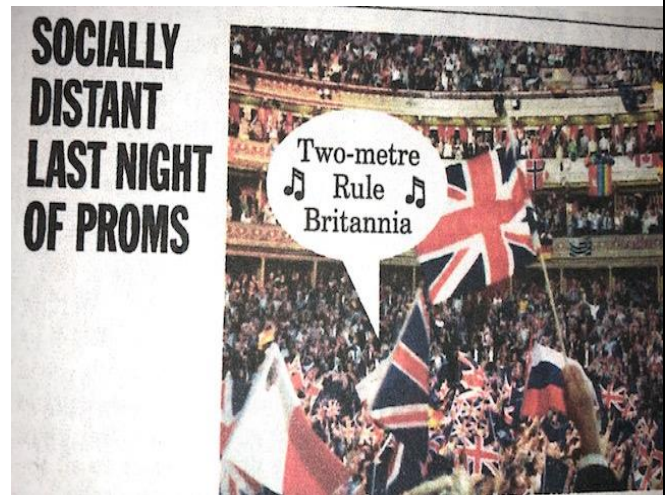 SOCIALLY
DISTANT
LAST NIGHT
OF PROMS
Two-metre
Rule
Britannia